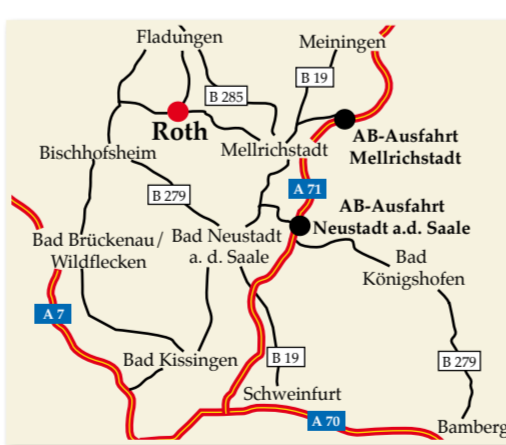 Fladungen
Meiningen
B 19
B 285
Roth
AB-Ausfahrt
Mellrichstadt
Bischhofsheim
Mellrichstadt
B 279
A 71
AB-Ausfahrt
Neustadt a.d. Saale
Bad Brückenau/
Wildflecken
Bad Neustadt
a. d. Saale
Bad
Königshofen
A 7
Bad Kissingen
B 19
B 279
Schweinfurt
A 70
Bamberg